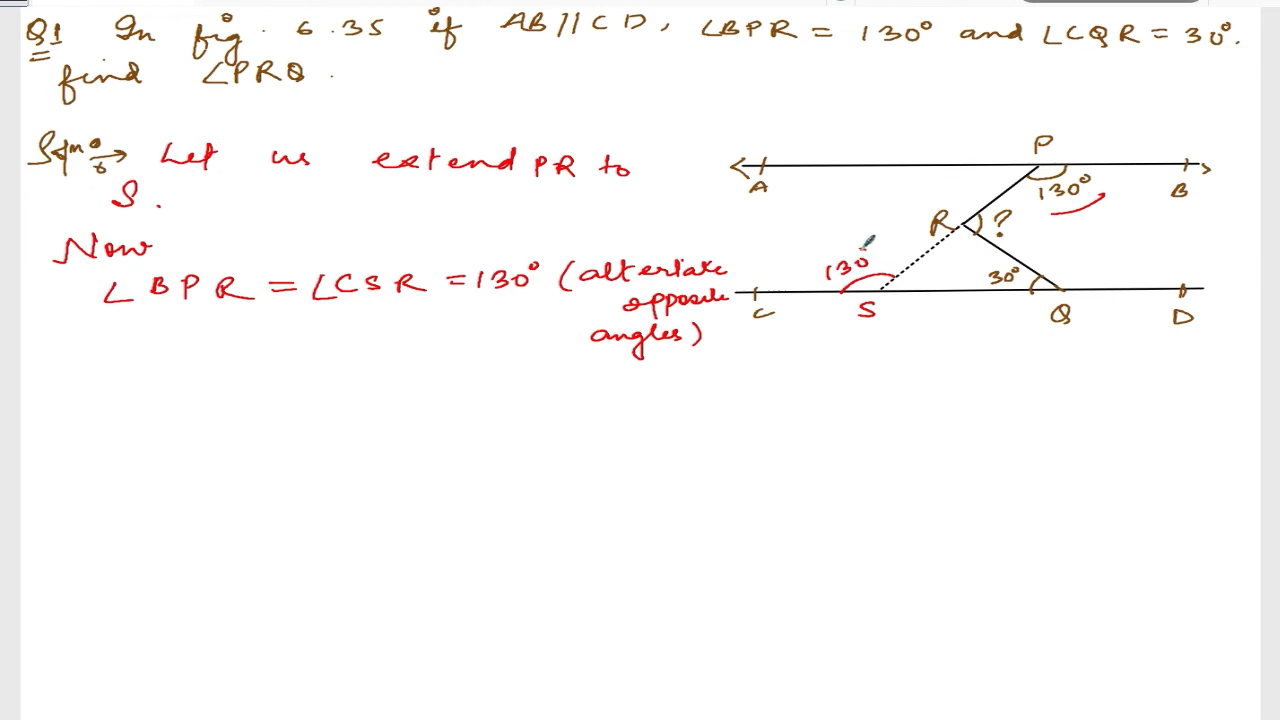 Q1 In fig. 6.35 if AB//CD, ∠BPR = 130° and ∠CQR = 30°.
find ∠PRQ.
Sol^n: → Let us extend PR to
S.
Now
∠BPR = ∠CSR = 130° (alternate
opposite
angles)
P
A
130°
B
R
?
130°
30°
C
S
Q
D